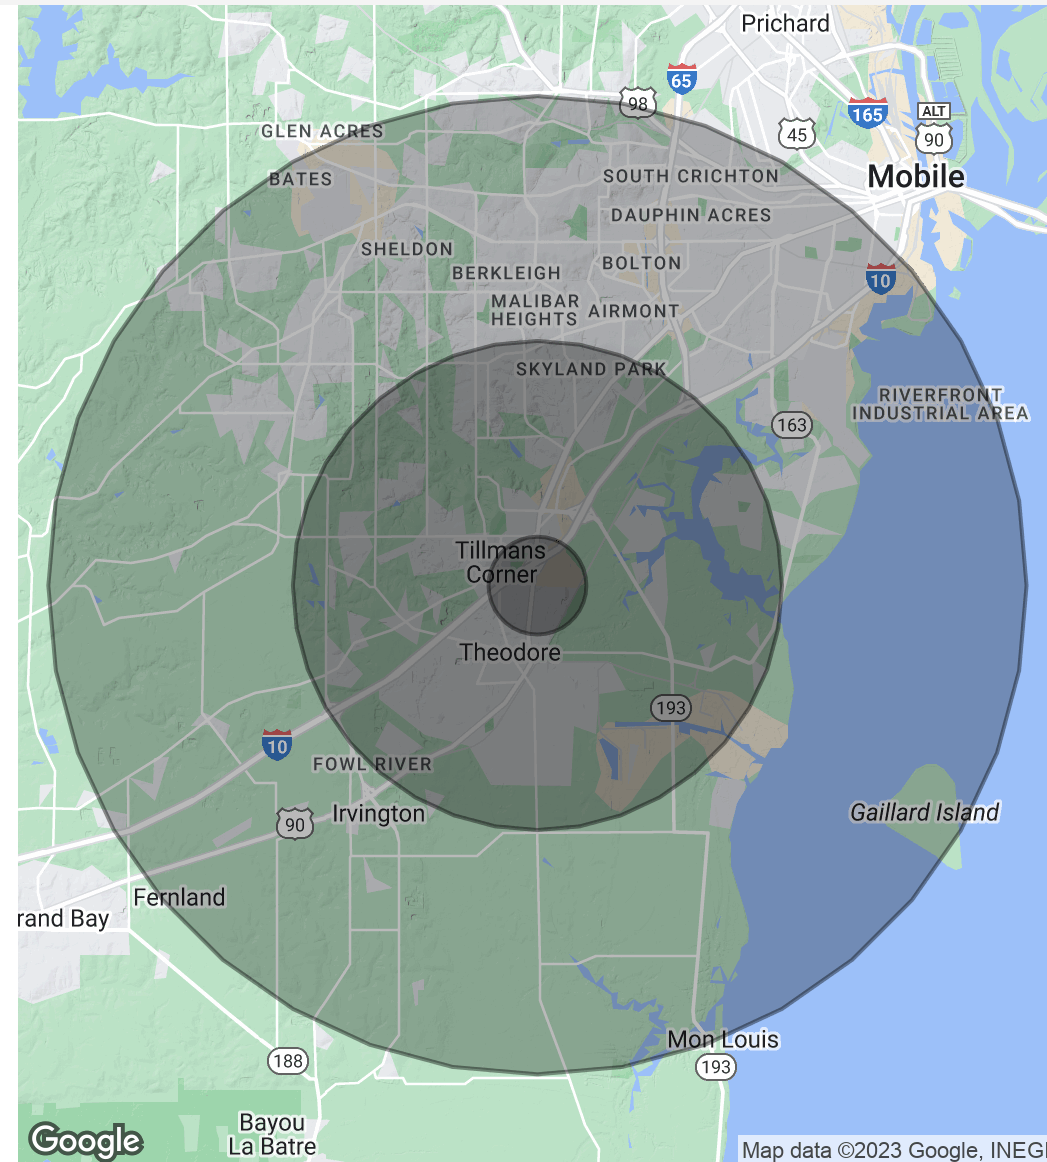 Prichard
65
98
165
ALT
90
45
GLEN ACRES
BATES
SOUTH CRICHTON
Mobile
DAUPHIN ACRES
SHELDON
BERKLEIGH
BOLTON
10
MALIBAR
HEIGHTS
AIRMONT
SKYLAND PARK
RIVERFRONT
INDUSTRIAL AREA
163
Tillmans
Corner
Theodore
193
10
FOWL RIVER
Irvington
90
Gaillard Island
Fernland
rand Bay
Mon Louis
193
188
Bayou
La Batre
Google
Map data ©2023 Google, INEGI